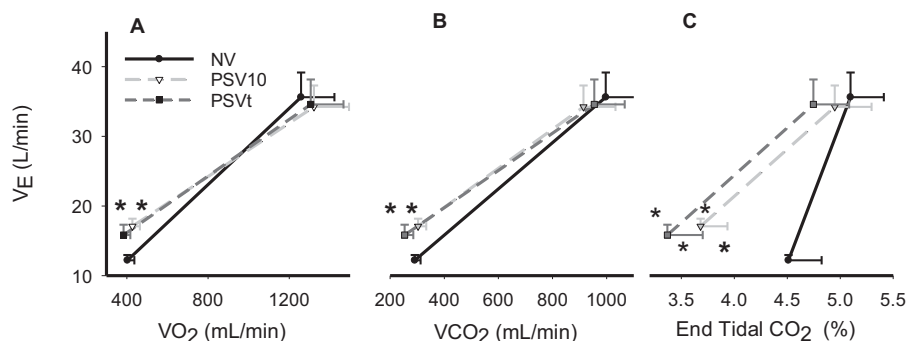 A
B
C
NV
PSV10
PSVt
V_E (L/min)
40
30
20
10
* *
* *
*
*
*
*
400 800 1200
200 400 600 800 1000
3.5 4.0 4.5 5.0 5.5
VO₂ (mL/min)
VCO₂ (mL/min)
End Tidal CO₂ (%)